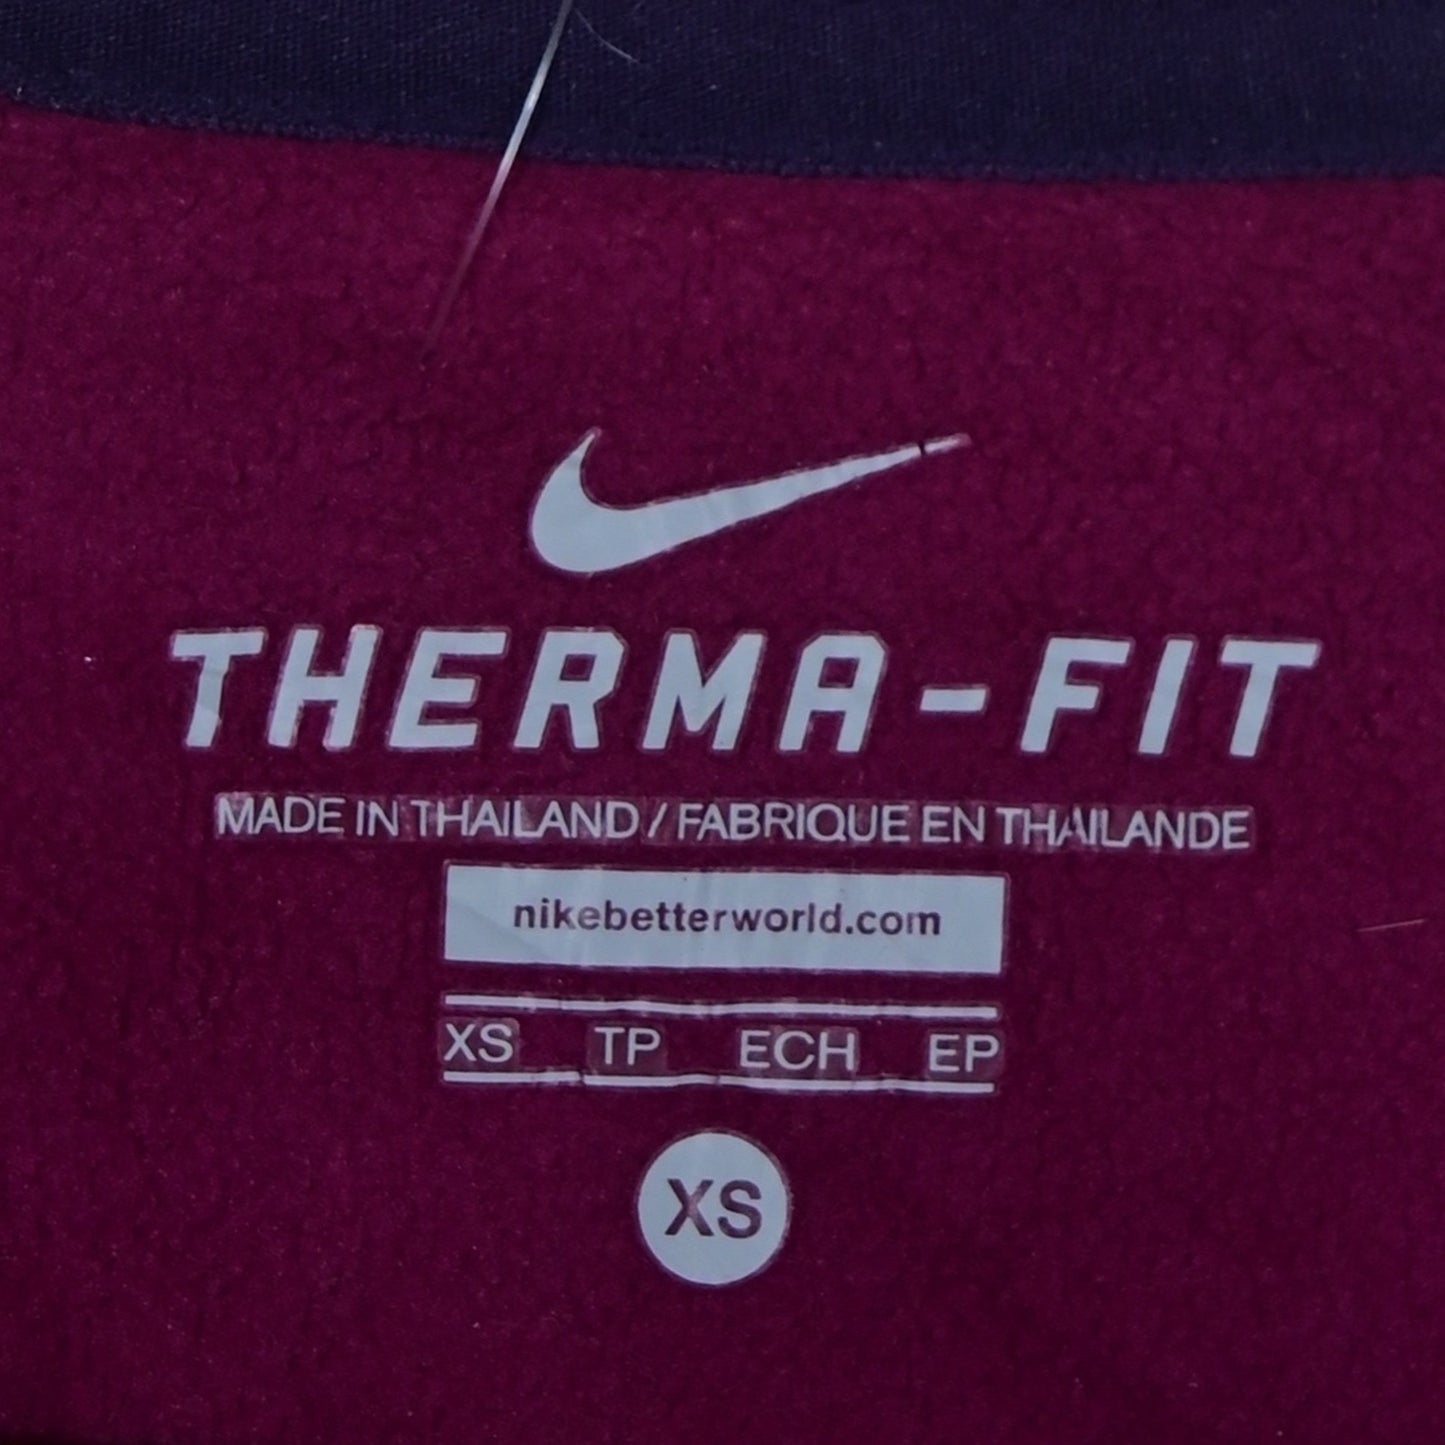 THERMA-FIT
MADE IN THAILAND / FABRIQUE EN THAILANDE
nikebetterworld.com
XS TP ECH EP
XS